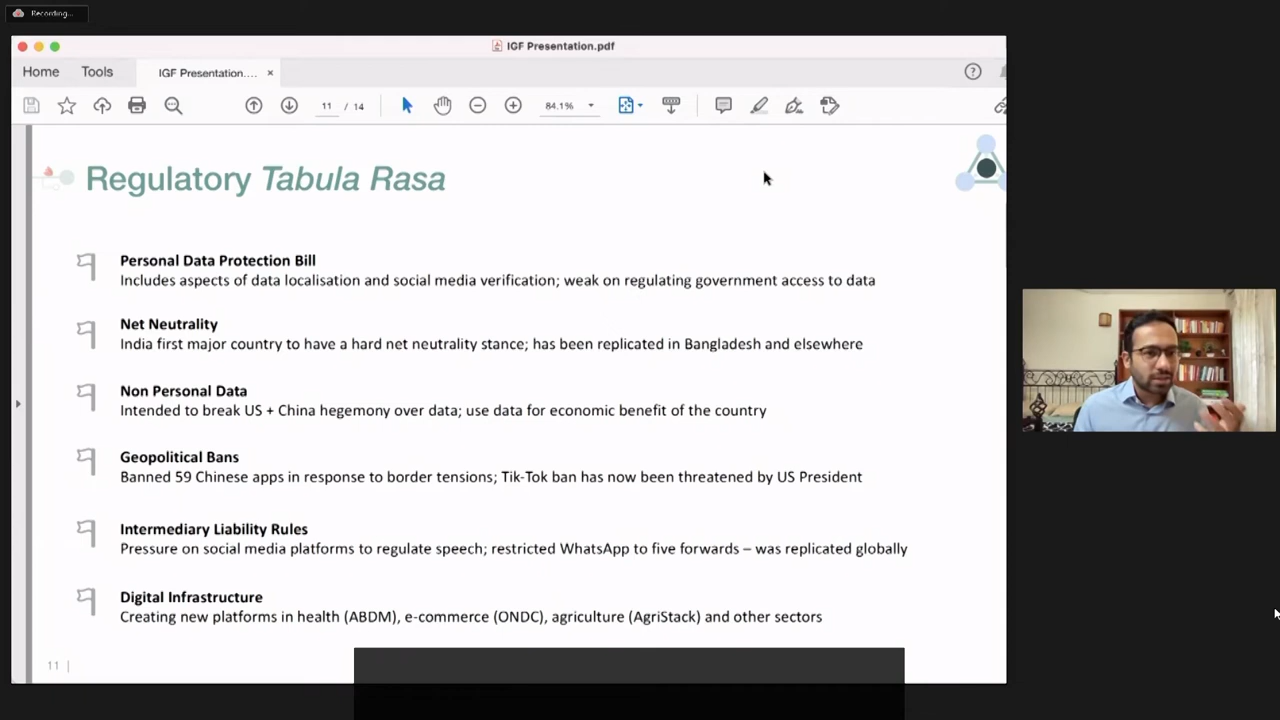 Recording...
IGF Presentation.pdf
Home Tools IGF Presentation.... ×
11 / 14 84.1%
Regulatory Tabula Rasa
Personal Data Protection Bill
Includes aspects of data localisation and social media verification; weak on regulating government access to data
Net Neutrality
India first major country to have a hard net neutrality stance; has been replicated in Bangladesh and elsewhere
Non Personal Data
Intended to break US + China hegemony over data; use data for economic benefit of the country
Geopolitical Bans
Banned 59 Chinese apps in response to border tensions; Tik-Tok ban has now been threatened by US President
Intermediary Liability Rules
Pressure on social media platforms to regulate speech; restricted WhatsApp to five forwards – was replicated globally
Digital Infrastructure
Creating new platforms in health (ABDM), e-commerce (ONDC), agriculture (AgriStack) and other sectors
11 |